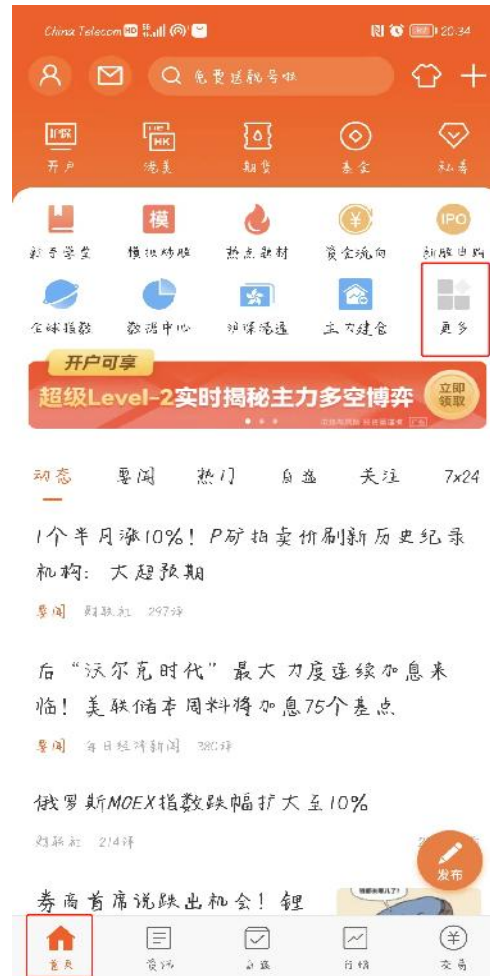 China Telecom HD 20:34
免费送靓号啦
开户 港美 期货 基金 私募
模 ¥ IPO
新手学堂 模拟炒股 热点题材 资金流向 新股申购
全球指数 数据中心 沪深港通 主力建仓 更多
开户可享
超级Level-2实时揭秘主力多空博弈 立即领取
动态 要闻 热门 自选 关注 7x24
1个半月涨10%！P矿拍卖价刷新历史纪录
机构：大超预期
要闻 财联社 297评
后“沃尔克时代”最大力度连续加息来
临！美联储本周料将加息75个基点
要闻 每日经济新闻 380评
俄罗斯MOEX指数跌幅扩大至10%
财联社 214评
发布
券商首席说跌出机会！锂
首页 资讯 自选 行情 交易